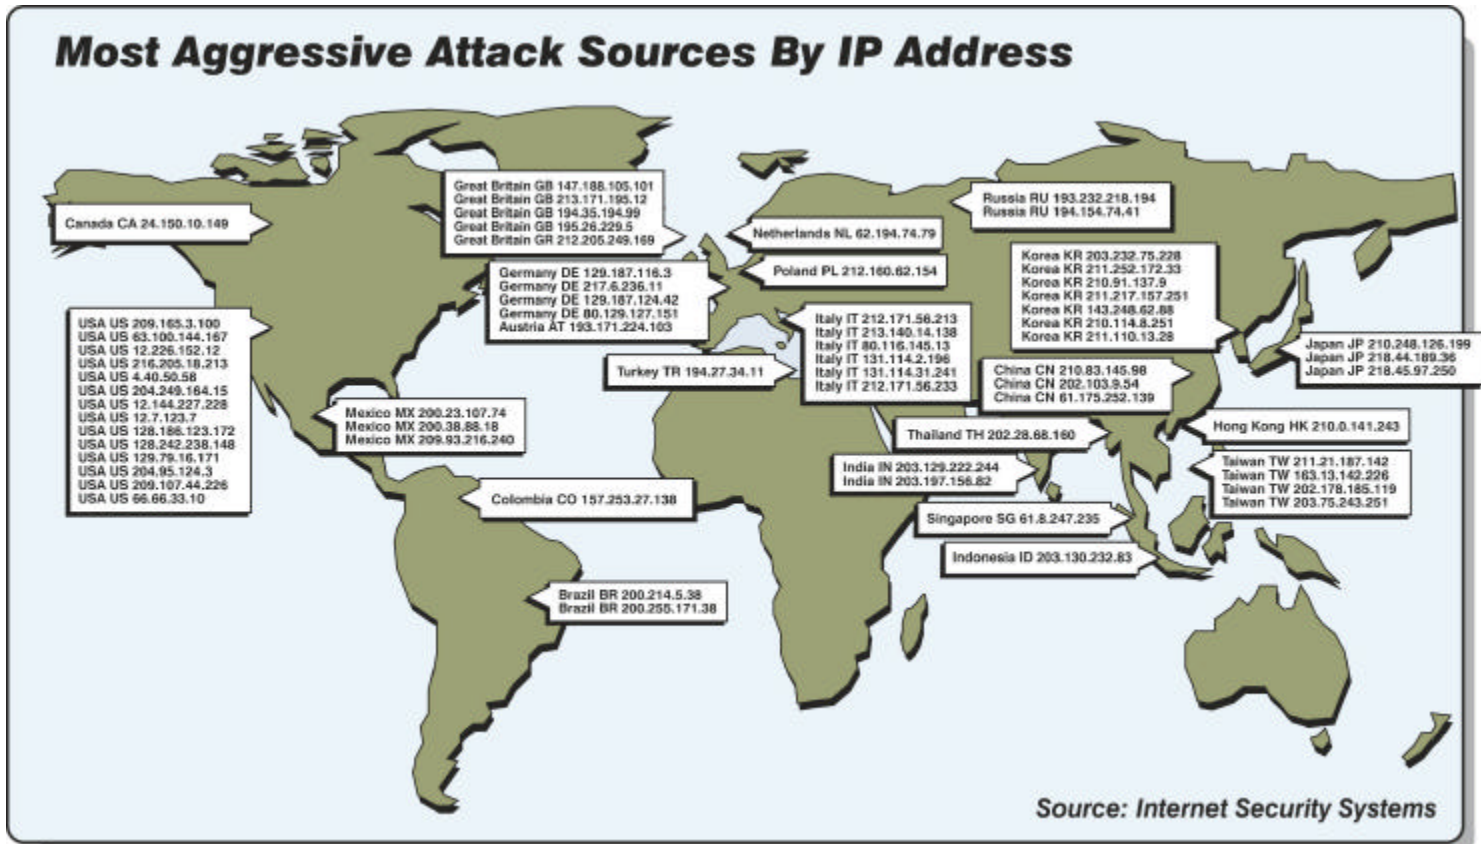 Most Aggressive Attack Sources By IP Address
Canada CA 24.150.10.149
Great Britain GB 147.188.105.101
Great Britain GB 213.171.195.12
Great Britain GB 194.35.194.99
Great Britain GB 195.26.229.5
Great Britain GR 212.205.249.169
Netherlands NL 62.194.74.79
Russia RU 193.232.218.194
Russia RU 194.154.74.41
Germany DE 129.187.116.3
Germany DE 217.6.236.11
Germany DE 129.187.124.42
Germany DE 80.129.127.151
Austria AT 193.171.224.103
Poland PL 212.160.62.154
Korea KR 203.232.75.228
Korea KR 211.252.172.33
Korea KR 210.91.137.9
Korea KR 211.217.157.251
Korea KR 143.248.62.88
Korea KR 210.114.8.251
Korea KR 211.110.13.28
USA US 209.165.3.100
USA US 63.100.144.167
USA US 12.226.152.12
USA US 216.205.18.213
USA US 4.40.50.58
USA US 204.249.164.15
USA US 12.144.227.228
USA US 12.7.123.7
USA US 128.186.123.172
USA US 128.242.238.148
USA US 129.79.16.171
USA US 204.95.124.3
USA US 209.107.44.226
USA US 66.66.33.10
Italy IT 212.171.56.213
Italy IT 213.140.14.138
Italy IT 80.116.145.13
Italy IT 131.114.2.196
Italy IT 131.114.31.241
Italy IT 212.171.56.233
Japan JP 210.248.126.199
Japan JP 218.44.189.36
Japan JP 218.45.97.250
Turkey TR 194.27.34.11
China CN 210.83.145.98
China CN 202.103.9.54
China CN 61.175.252.139
Mexico MX 200.23.107.74
Mexico MX 200.38.88.18
Mexico MX 209.93.216.240
Thailand TH 202.28.68.160
Hong Kong HK 210.0.141.243
India IN 203.129.222.244
India IN 203.197.156.82
Taiwan TW 211.21.187.142
Taiwan TW 163.13.142.226
Taiwan TW 202.178.185.119
Taiwan TW 203.75.243.251
Colombia CO 157.253.27.138
Singapore SG 61.8.247.235
Indonesia ID 203.130.232.83
Brazil BR 200.214.5.38
Brazil BR 200.255.171.38
Source: Internet Security Systems